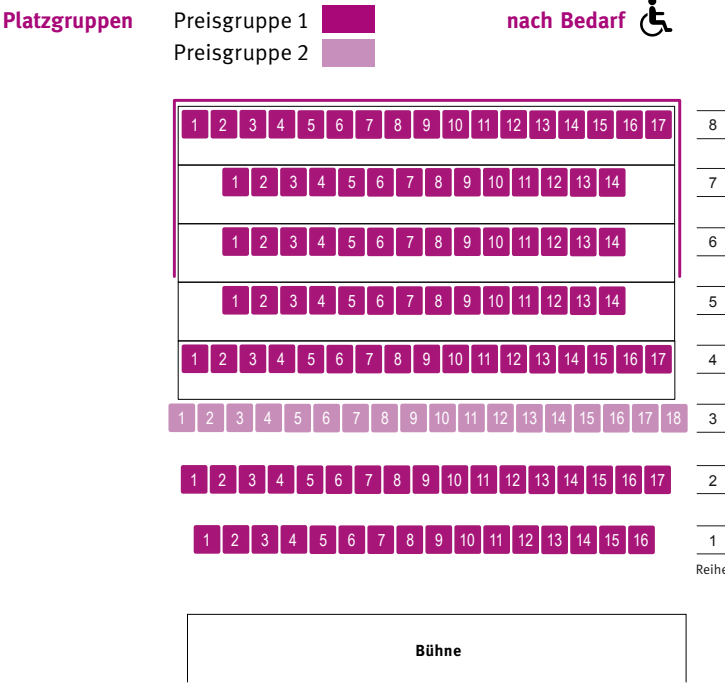 Platzgruppen Preisgruppe 1 nach Bedarf
Preisgruppe 2
1 2 3 4 5 6 7 8 9 10 11 12 13 14 15 16 17 8
1 2 3 4 5 6 7 8 9 10 11 12 13 14 7
1 2 3 4 5 6 7 8 9 10 11 12 13 14 6
1 2 3 4 5 6 7 8 9 10 11 12 13 14 5
1 2 3 4 5 6 7 8 9 10 11 12 13 14 15 16 17 4
1 2 3 4 5 6 7 8 9 10 11 12 13 14 15 16 17 18 3
1 2 3 4 5 6 7 8 9 10 11 12 13 14 15 16 17 2
1 2 3 4 5 6 7 8 9 10 11 12 13 14 15 16 1
Reihe
Bühne